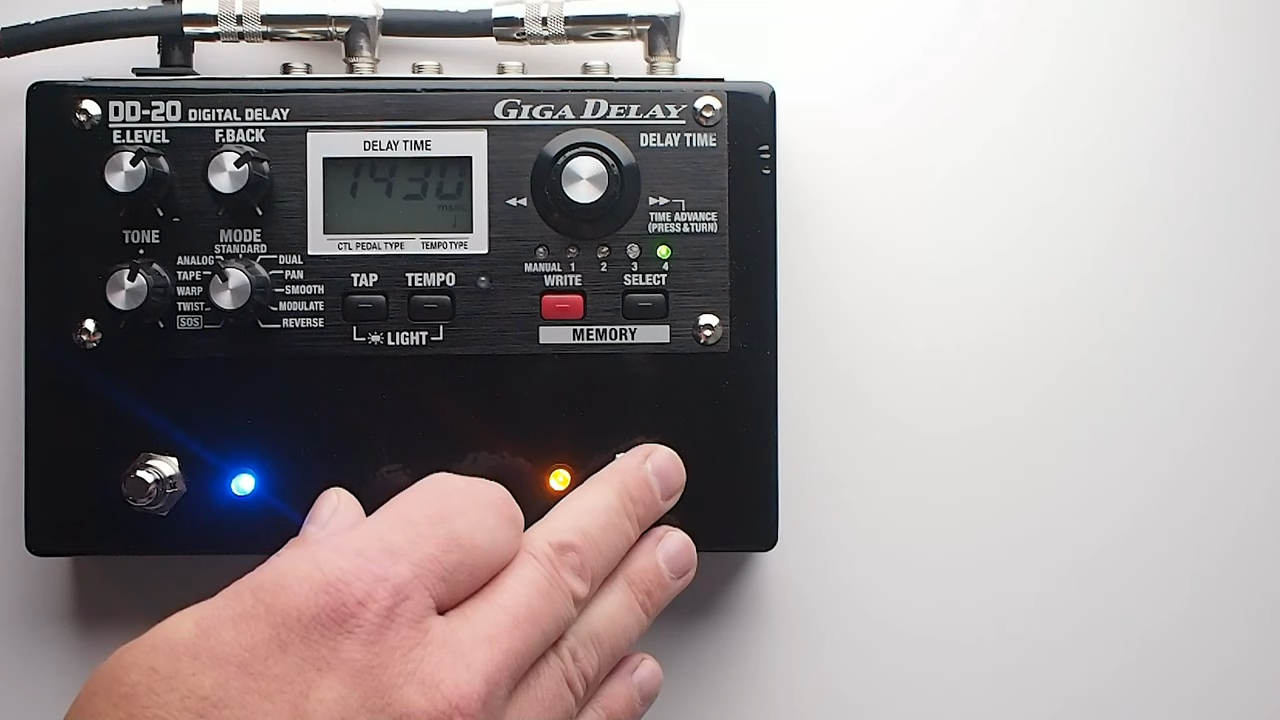 DD-20 DIGITAL DELAY
GIGA DELAY
E.LEVEL
F.BACK
DELAY TIME
1430
msec
CTL PEDAL TYPE
TEMPO TYPE
DELAY TIME
◄◄
►►
TIME ADVANCE
(PRESS & TURN)
TONE
MODE
STANDARD
ANALOG
DUAL
TAPE
PAN
WARP
SMOOTH
TWIST
MODULATE
SOS
REVERSE
TAP
TEMPO
LIGHT
MANUAL 1 2 3 4
WRITE
SELECT
MEMORY